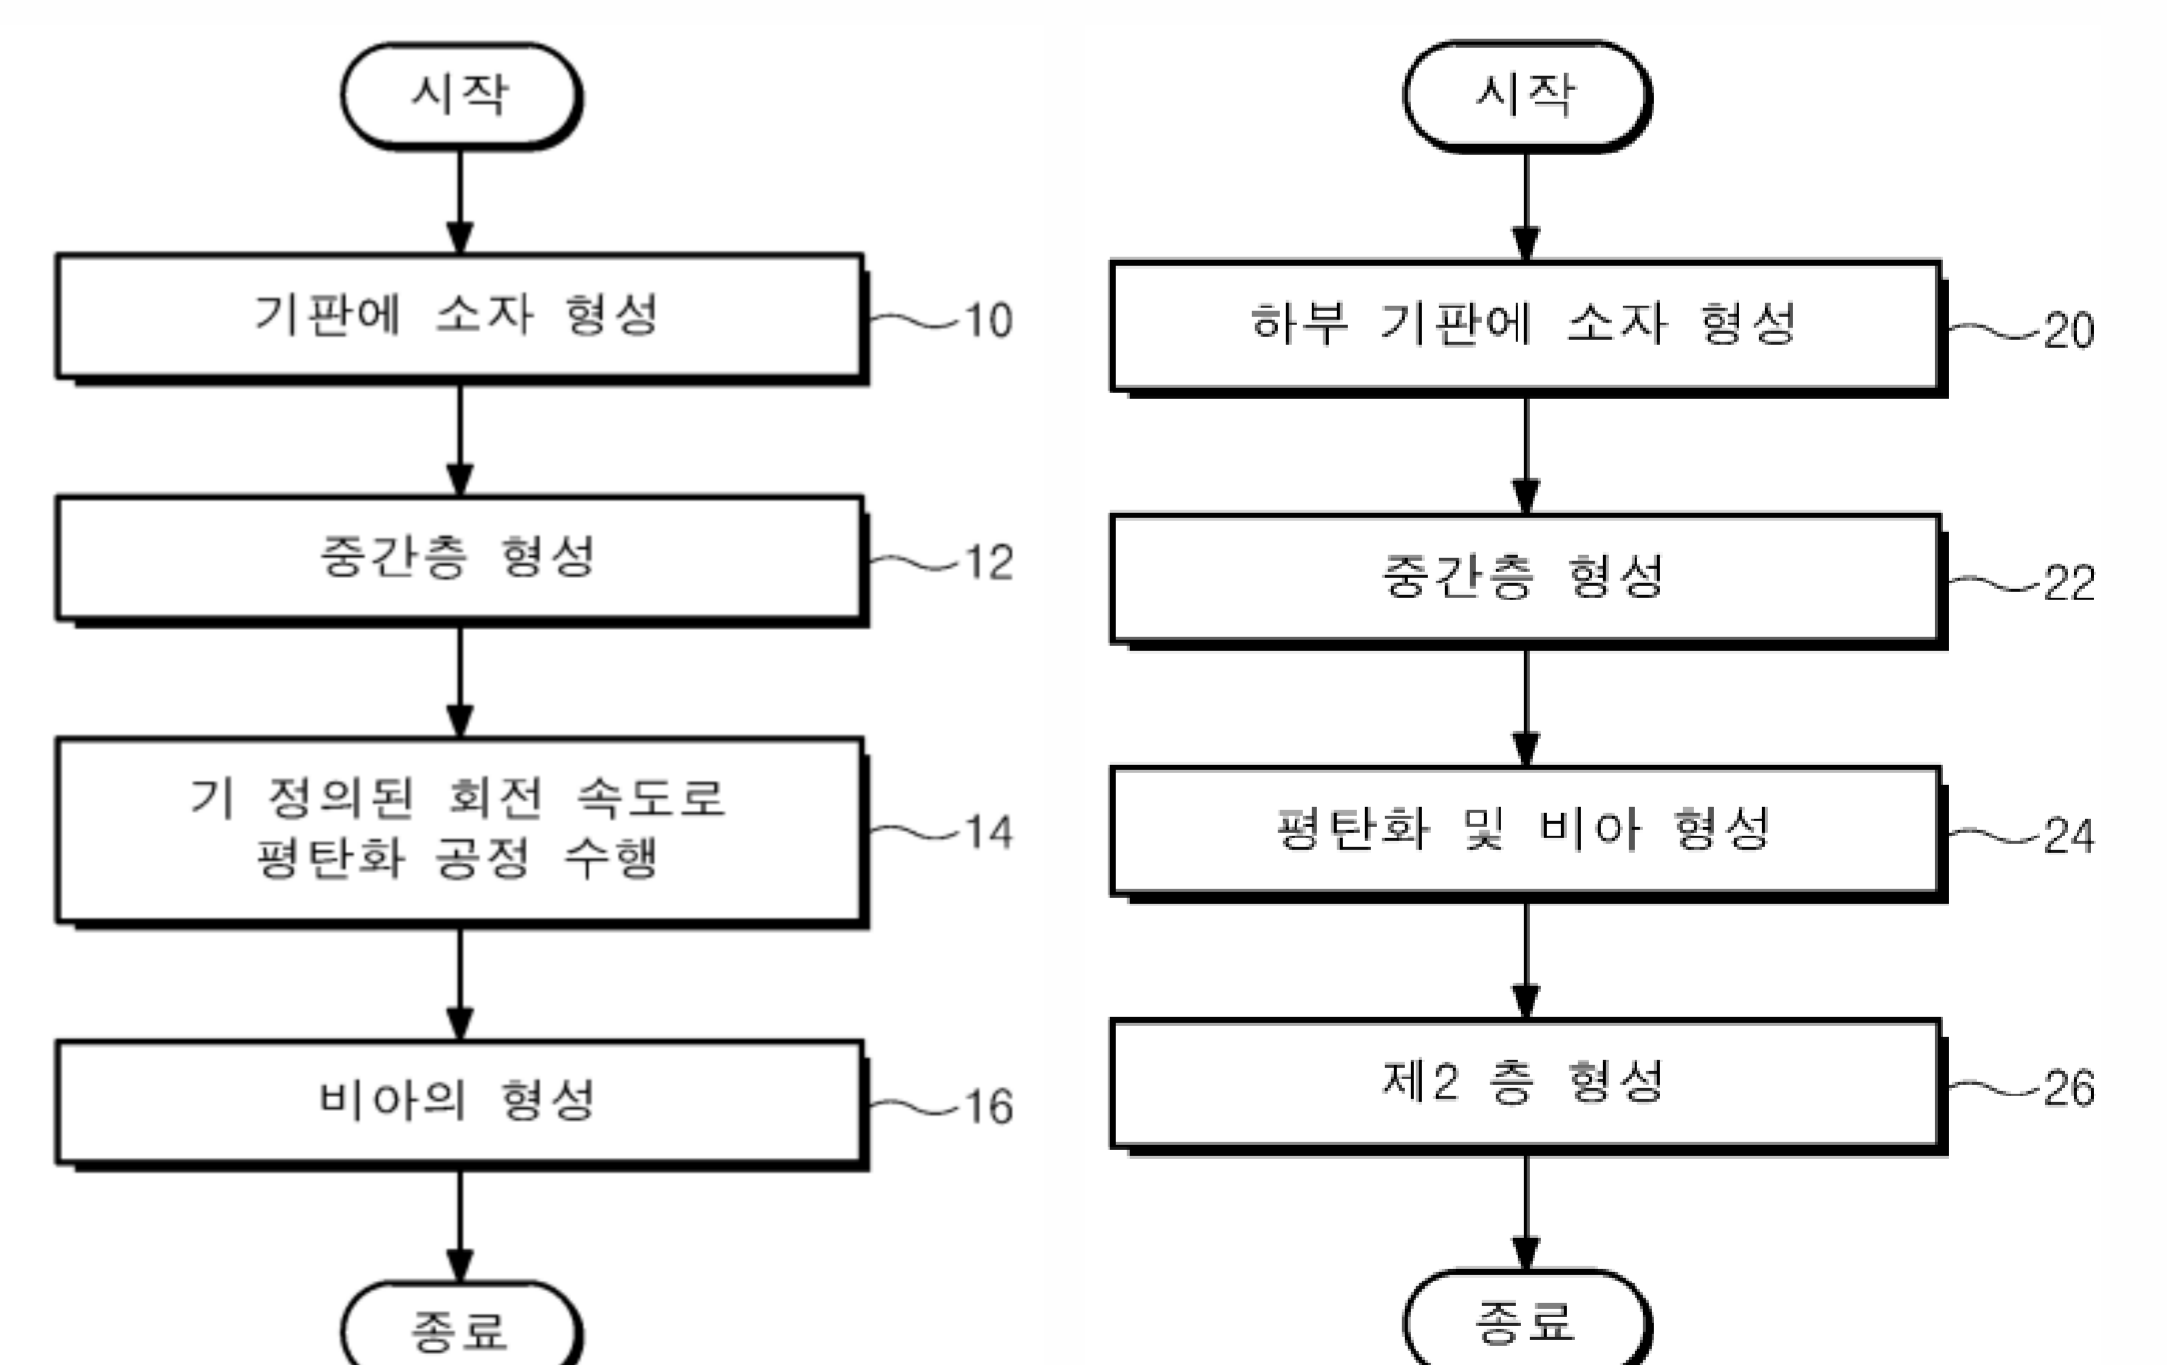 시작
기판에 소자 형성
10
중간층 형성
12
기 정의된 회전 속도로
평탄화 공정 수행
14
비아의 형성
16
종료
시작
하부 기판에 소자 형성
20
중간층 형성
22
평탄화 및 비아 형성
24
제2 층 형성
26
종료